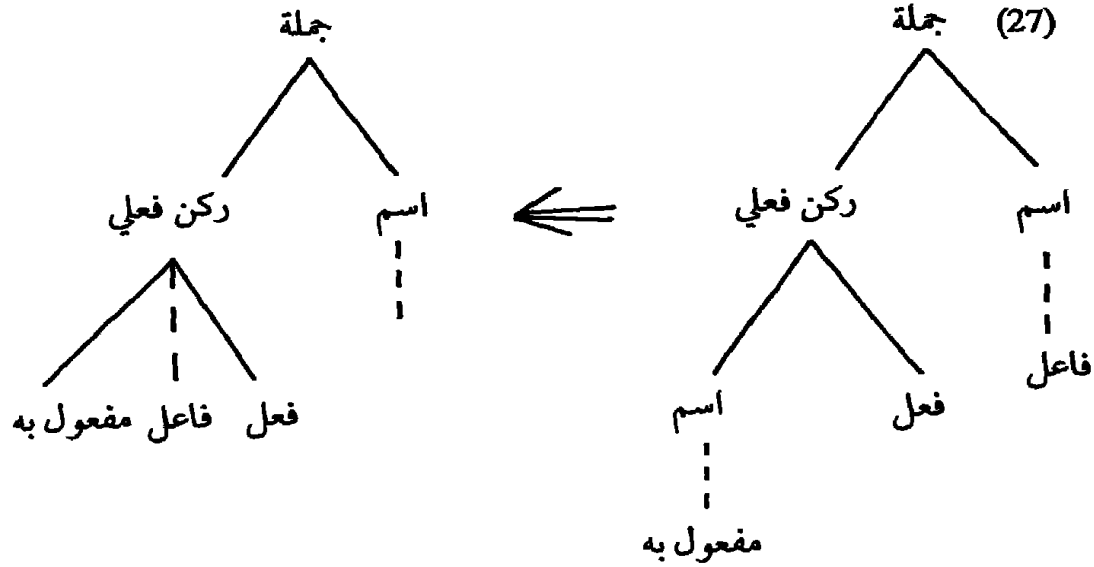 (27) جملة جملة
اسم ركن فعلي اسم ركن فعلي
فاعل
فعل اسم فعل فاعل مفعول به
مفعول به